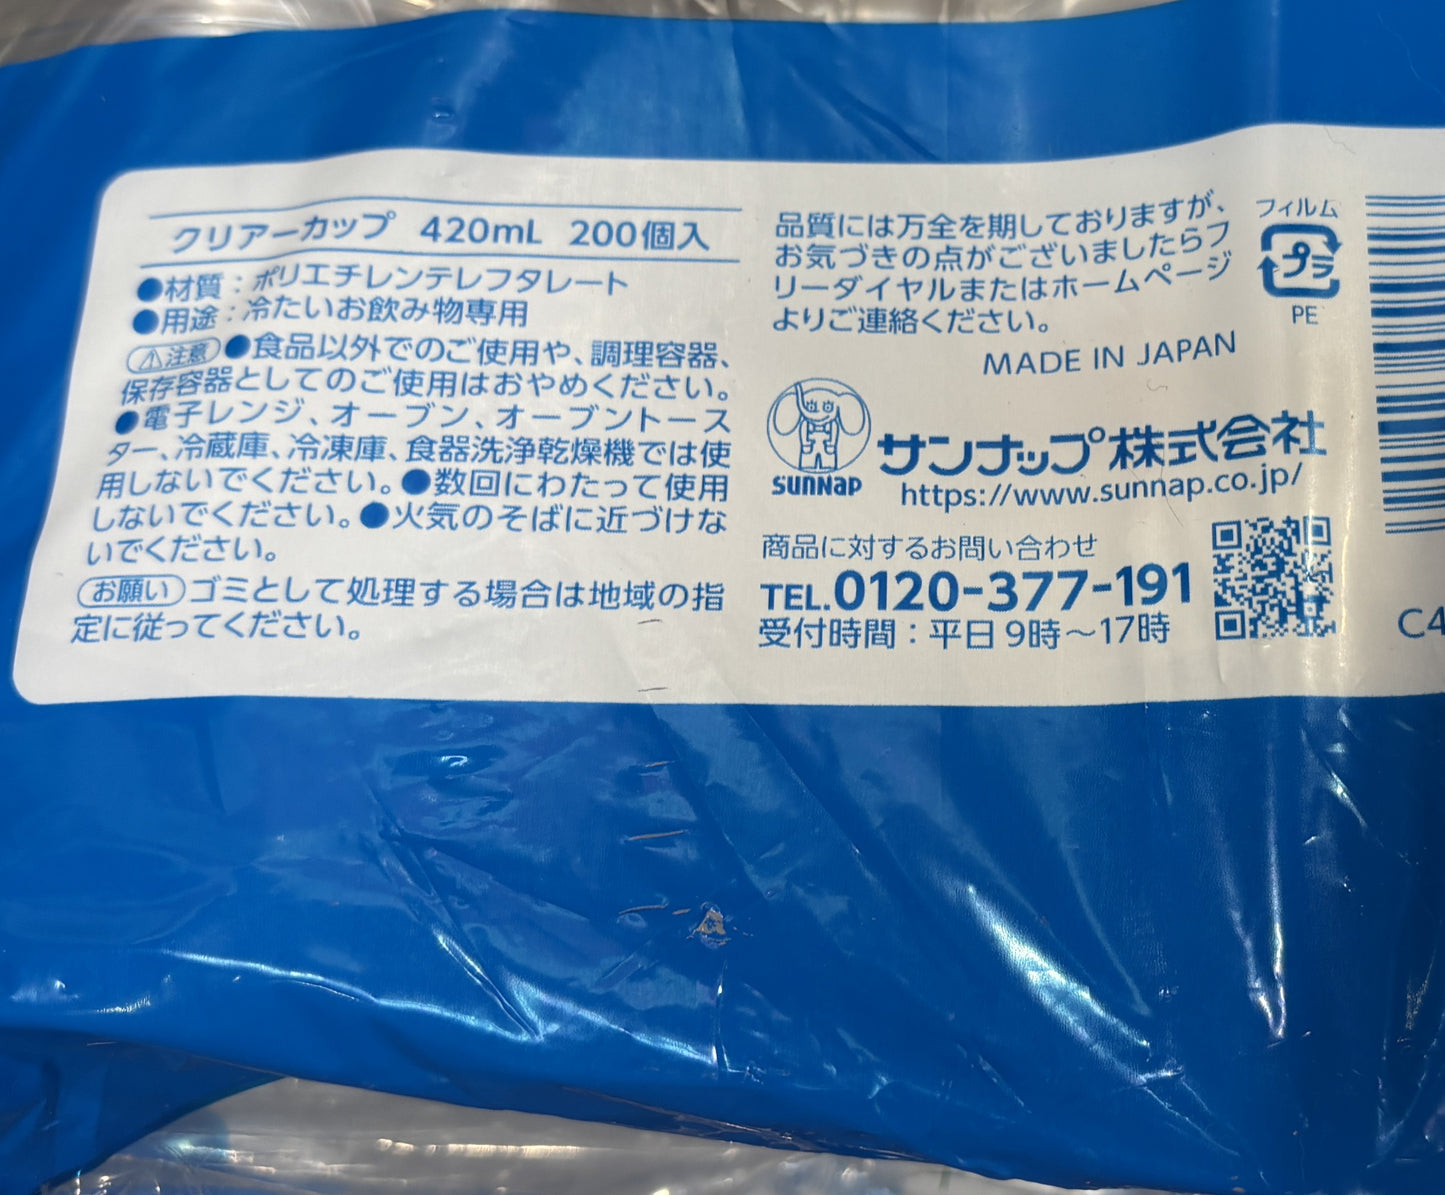 クリアーカップ 420mL 200個入
●材質:ポリエチレンテレフタレート
●用途:冷たいお飲み物専用
注意 ●食品以外でのご使用や、調理容器、
保存容器としてのご使用はおやめください。
●電子レンジ、オーブン、オーブントース
ター、冷蔵庫、冷凍庫、食器洗浄乾燥機では使
用しないでください。●数回にわたって使用
しないでください。●火気のそばに近づけな
いでください。
お願い ゴミとして処理する場合は地域の指
定に従ってください。
品質には万全を期しておりますが、
お気づきの点がございましたらフ
リーダイヤルまたはホームページ
よりご連絡ください。
MADE IN JAPAN
フィルム
プラ
PE
SUNNAP
サンナップ株式会社
https://www.sunnap.co.jp/
商品に対するお問い合わせ
TEL.0120-377-191
受付時間:平日9時～17時
C4